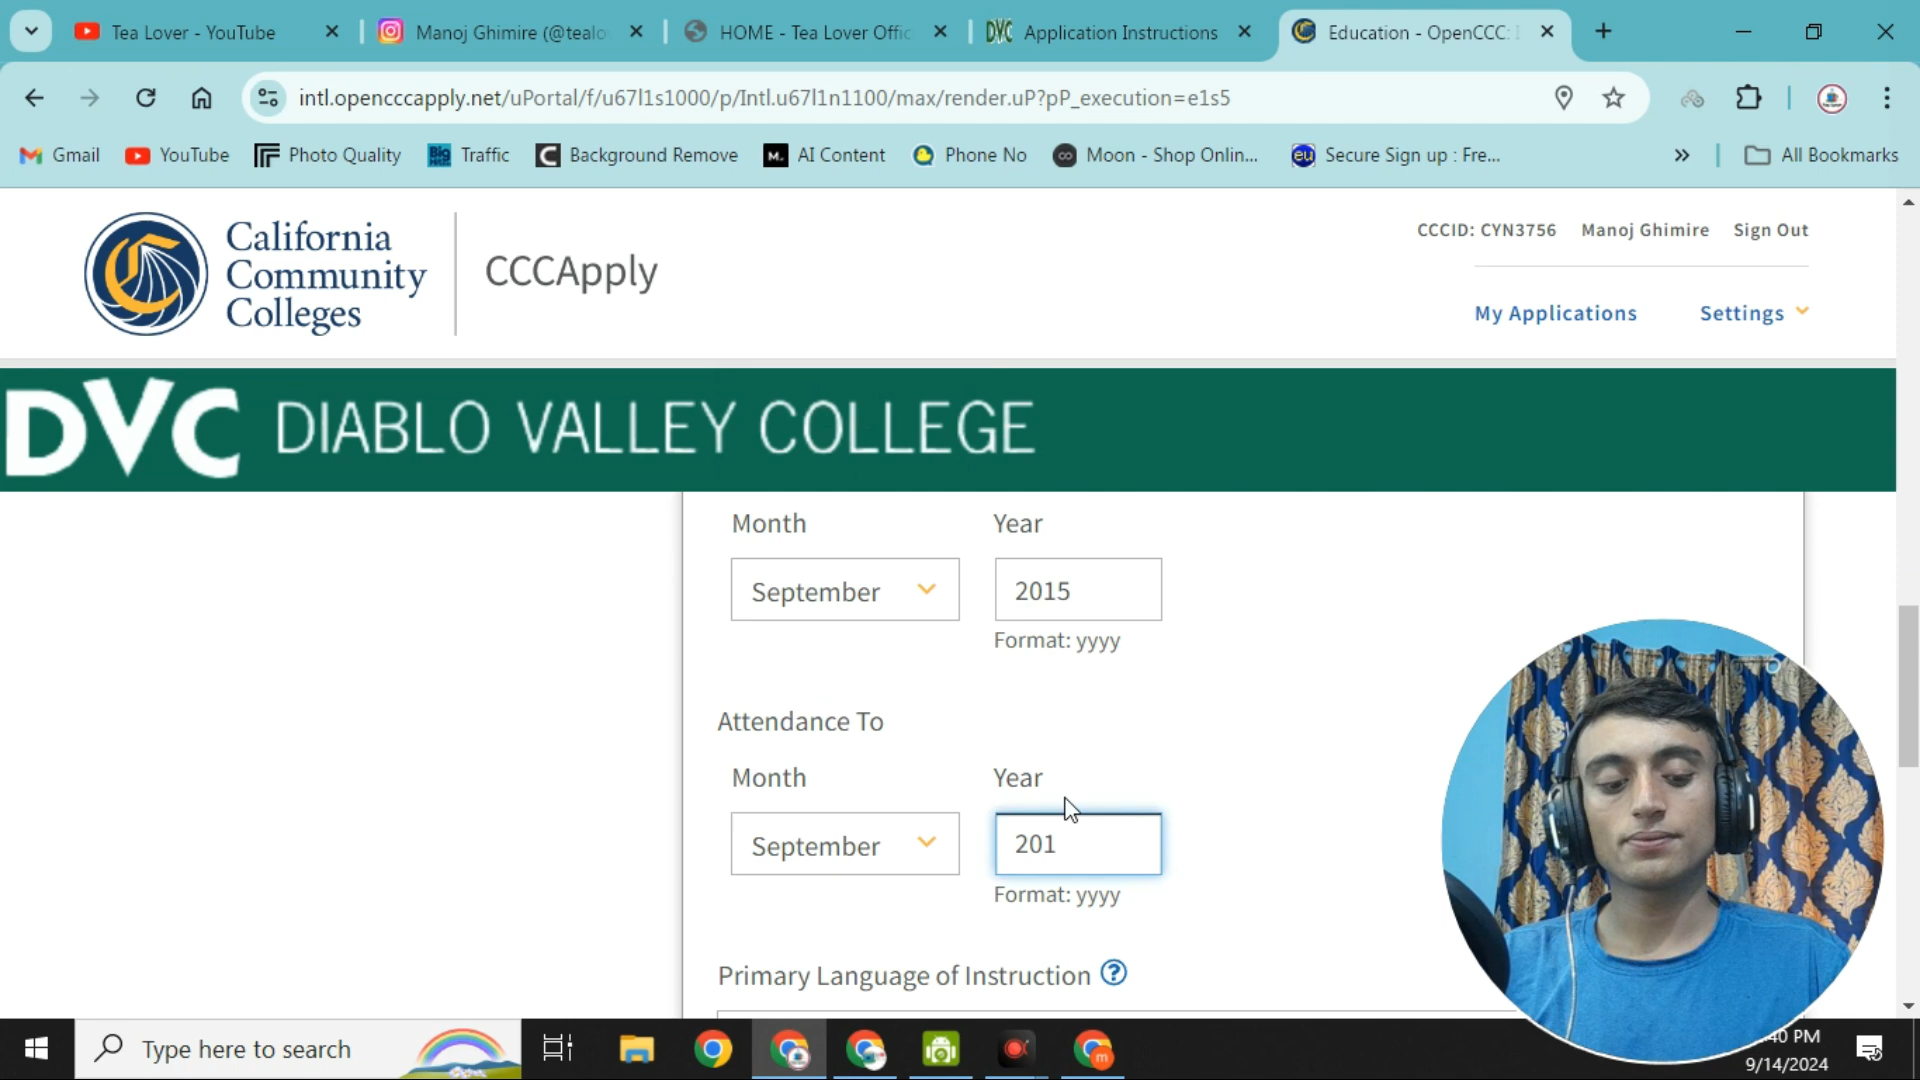 Tea Lover - YouTube
Manoj Ghimire (@tealo
HOME - Tea Lover Offic
DVC Application Instructions
Education - OpenCCC: I
intl.opencccapply.net/uPortal/f/u67l1s1000/p/Intl.u67l1n1100/max/render.uP?pP_execution=e1s5
Gmail
YouTube
Photo Quality
Traffic
Background Remove
AI Content
Phone No
Moon - Shop Onlin...
Secure Sign up : Fre...
All Bookmarks
California
Community
Colleges
CCCApply
CCCID: CYN3756 Manoj Ghimire Sign Out
My Applications Settings
DVC DIABLO VALLEY COLLEGE
Month Year
September 2015
Format: yyyy
Attendance To
Month Year
September 201
Format: yyyy
Primary Language of Instruction
Type here to search
40 PM
9/14/2024